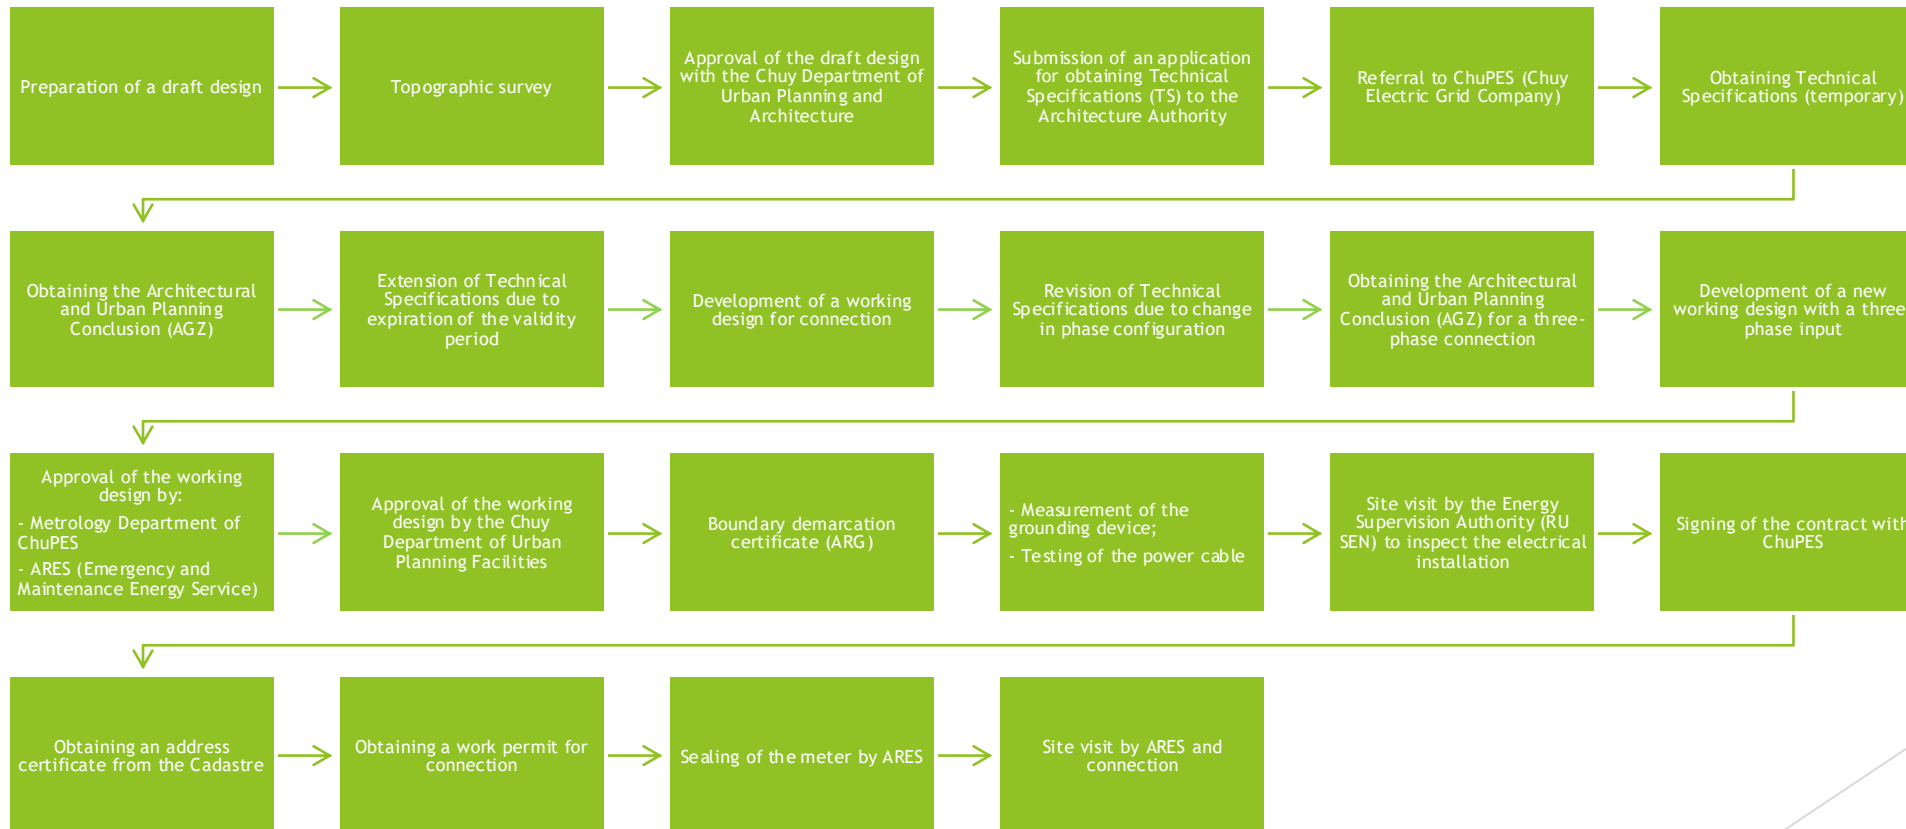 Preparation of a draft design
Topographic survey
Approval of the draft design
with the Chuy Department of
Urban Planning and
Architecture
Submission of an application
for obtaining Technical
Specifications (TS) to the
Architecture Authority
Referral to ChuPES (Chuy
Electric Grid Company)
Obtaining Technical
Specifications (temporary)
Obtaining the Architectural
and Urban Planning
Conclusion (AGZ)
Extension of Technical
Specifications due to
expiration of the validity
period
Development of a working
design for connection
Revision of Technical
Specifications due to change
in phase configuration
Obtaining the Architectural
and Urban Planning
Conclusion (AGZ) for a three-
phase connection
Development of a new
working design with a three
phase input
Approval of the working
design by:
- Metrology Department of
ChuPES
- ARES (Emergency and
Maintenance Energy Service)
Approval of the working
design by the Chuy
Department of Urban
Planning Facilities
Boundary demarcation
certificate (ARG)
- Measurement of the
grounding device;
- Testing of the power cable
Site visit by the Energy
Supervision Authority (RU
SEN) to inspect the electrical
installation
Signing of the contract with
ChuPES
Obtaining an address
certificate from the Cadastre
Obtaining a work permit for
connection
Sealing of the meter by ARES
Site visit by ARES and
connection